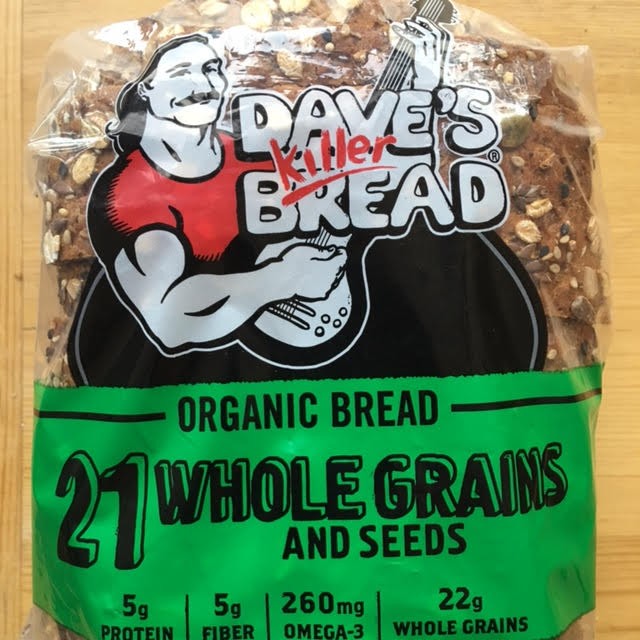 DAVE'S
Killer
BREAD®
ORGANIC BREAD
21 WHOLE GRAINS
AND SEEDS
5g PROTEIN
5g FIBER
260mg OMEGA-3
22g WHOLE GRAINS